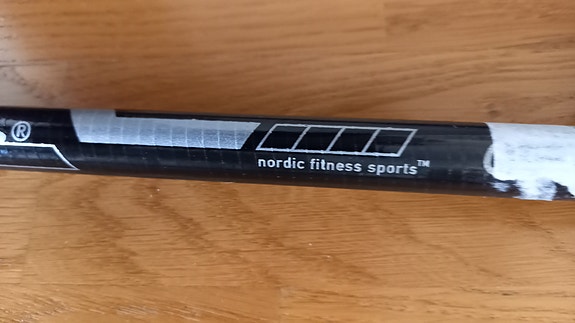 ®
nordic fitness sports™